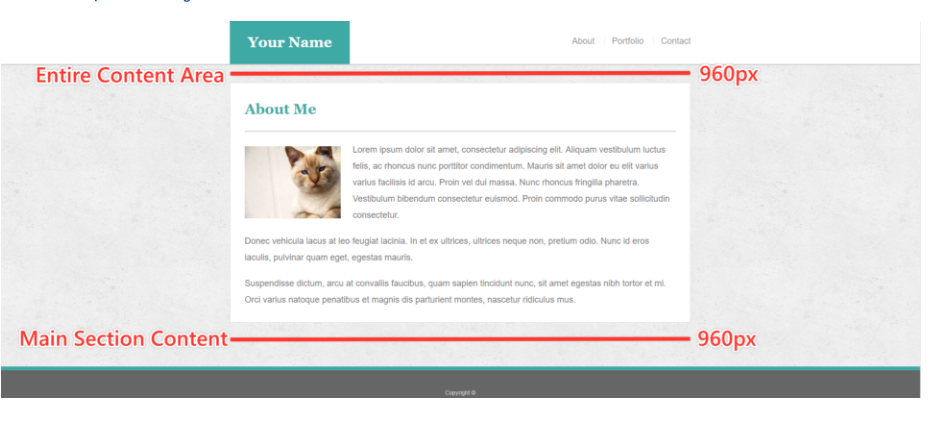 Your Name
About
Portfolio
Contact
Entire Content Area
960px
About Me
Lorem ipsum dolor sit amet, consectetur adipiscing elit. Aliquam vestibulum luctus
felis, ac rhoncus nunc porttitor condimentum. Mauris sit amet dolor eu elit varius
varius facilisis id arcu. Proin vel dui massa. Nunc rhoncus fringilla pharetra.
Vestibulum bibendum consectetur euismod. Proin commodo purus vitae sollicitudin
consectetur.
Donec vehicula lacus at leo feugiat lacinia. In et ex ultrices, ultrices neque non, pretium odio. Nunc id eros
iaculis, pulvinar quam eget, egestas mauris.
Suspendisse dictum, arcu at convallis faucibus, quam sapien tincidunt nunc, sit amet egestas nibh tortor et mi.
Orci varius natoque penatibus et magnis dis parturient montes, nascetur ridiculus mus.
Main Section Content
960px
Copyright ©